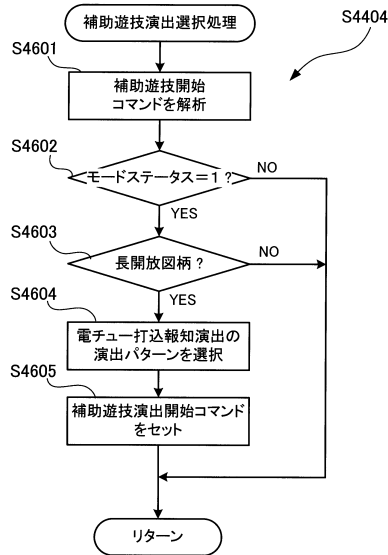 補助遊技演出選択処理
S4404
S4601
補助遊技開始
コマンドを解析
S4602
モードステータス＝1？
NO
YES
S4603
長開放図柄？
NO
YES
S4604
電チュー打込報知演出の
演出パターンを選択
S4605
補助遊技演出開始コマンド
をセット
リターン